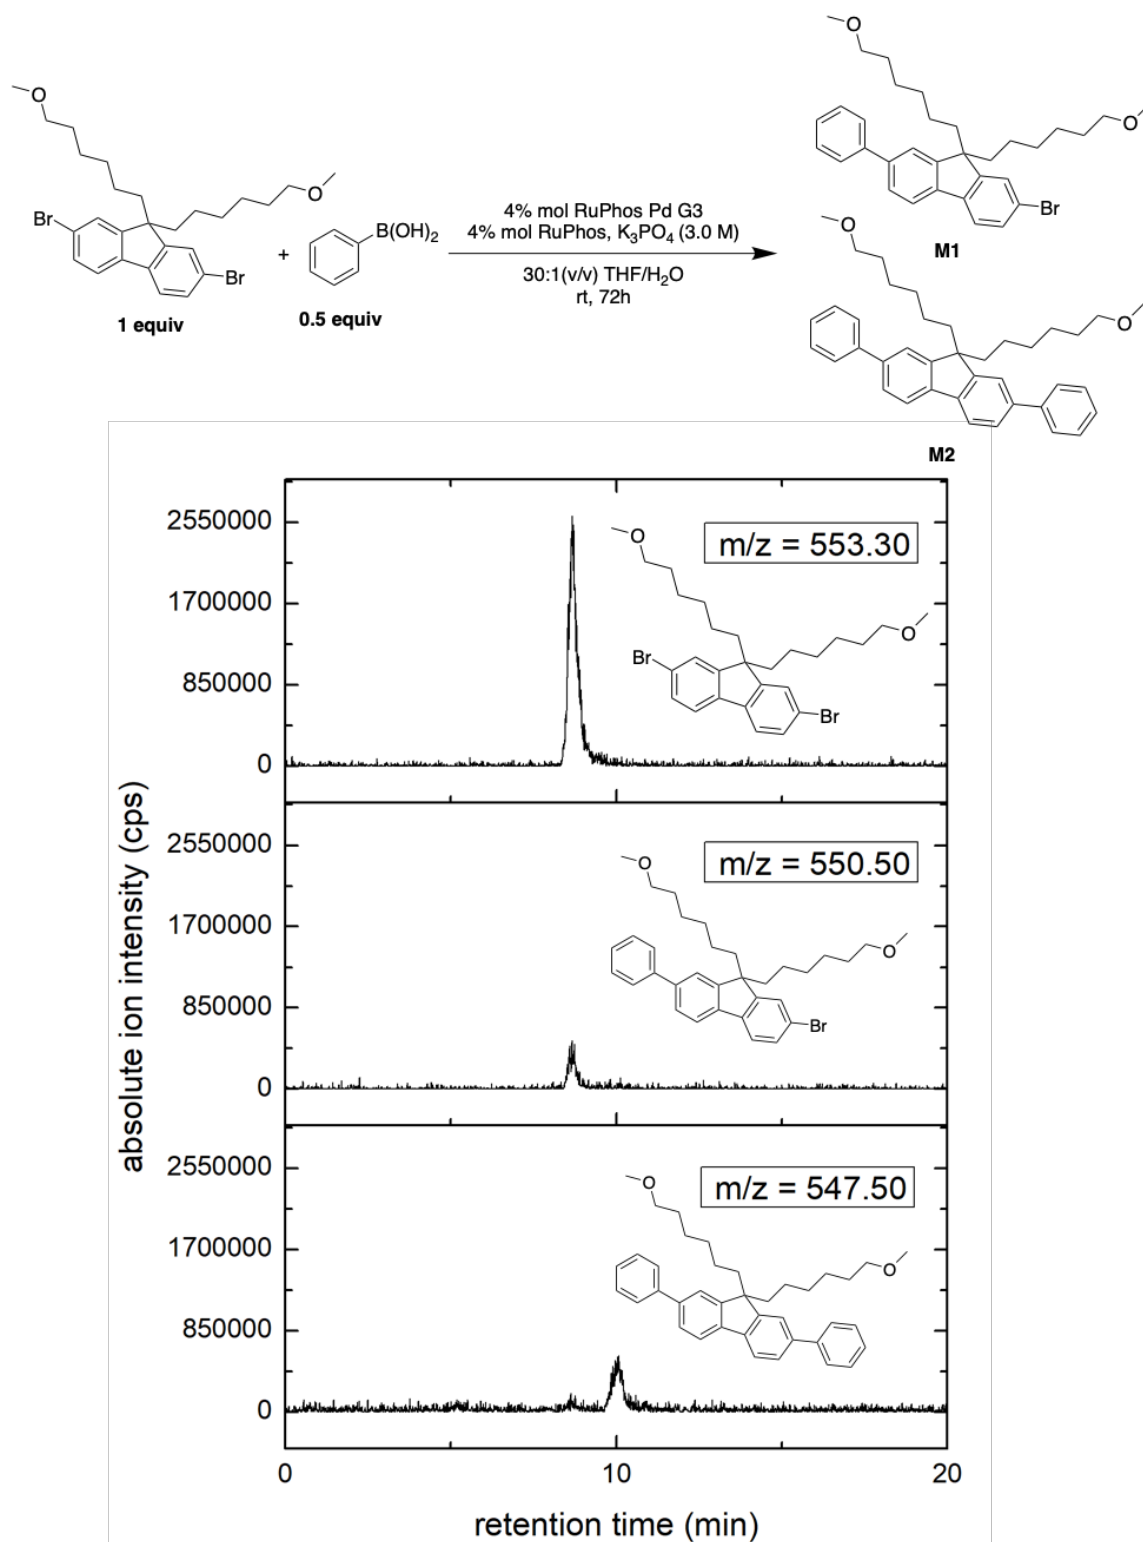 O
O
Br
Br
+
B(OH)2
1 equiv
0.5 equiv
4% mol RuPhos Pd G3
4% mol RuPhos, K3PO4 (3.0 M)
30:1(v/v) THF/H2O
rt, 72h
O
O
Br
M1
O
O
M2
absolute ion intensity (cps)
2550000
1700000
850000
0
m/z = 553.30
O
O
Br
Br
2550000
1700000
850000
0
m/z = 550.50
O
O
Br
2550000
1700000
850000
0
m/z = 547.50
O
O
0
10
20
retention time (min)